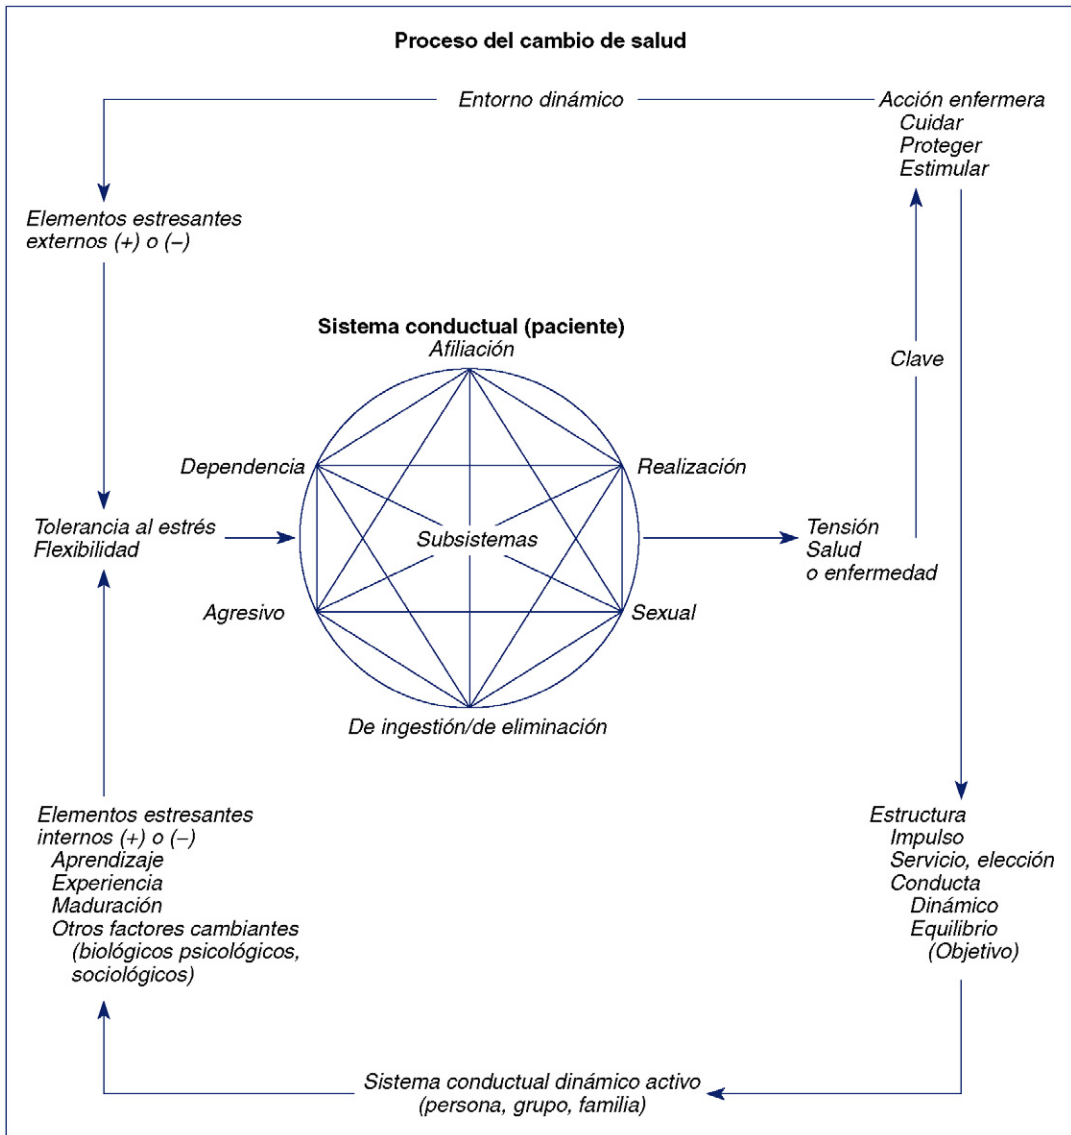 Proceso del cambio de salud
Entorno dinámico
Acción enfermera
Cuidar
Proteger
Estimular
Elementos estresantes
externos (+) o (–)
Sistema conductual (paciente)
Afiliación
Clave
Dependencia
Realización
Tolerancia al estrés
Flexibilidad
Subsistemas
Tensión
Salud
o enfermedad
Agresivo
Sexual
De ingestión/de eliminación
Elementos estresantes
internos (+) o (–)
Aprendizaje
Experiencia
Maduración
Otros factores cambiantes
(biológicos psicológicos,
sociológicos)
Estructura
Impulso
Servicio, elección
Conducta
Dinámico
Equilibrio
(Objetivo)
Sistema conductual dinámico activo
(persona, grupo, familia)